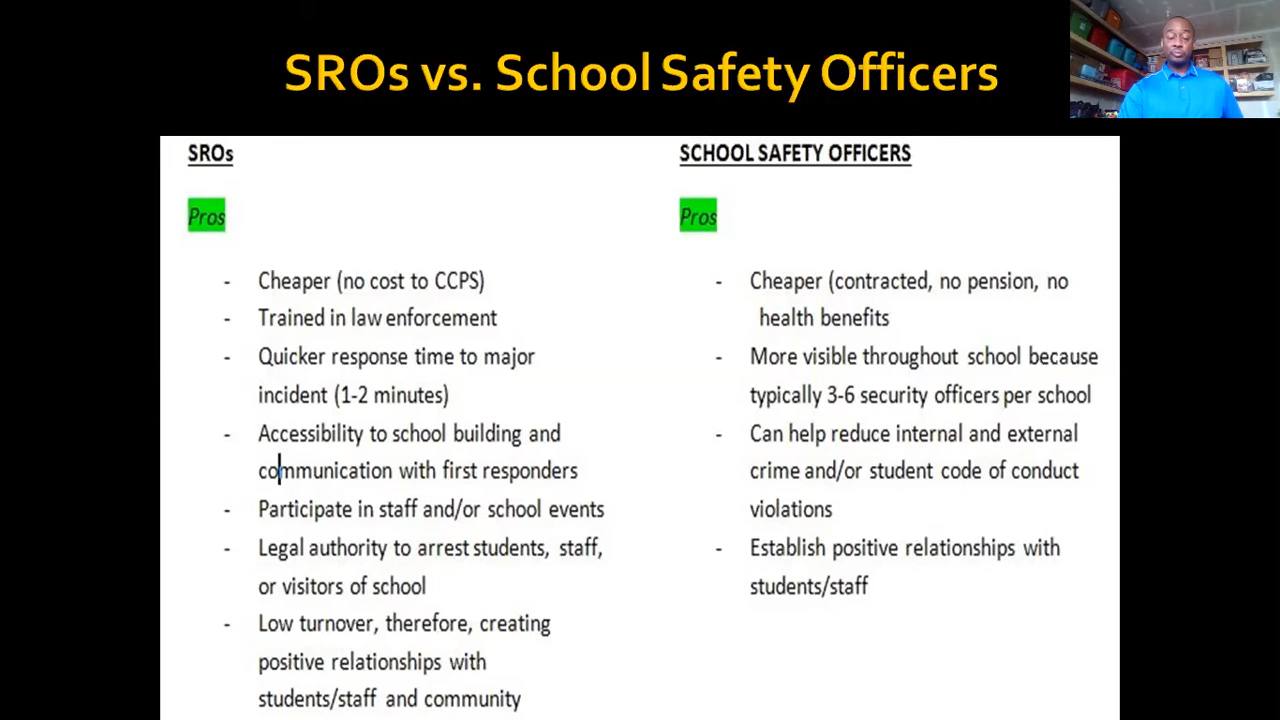 SROs vs. School Safety Officers
SROs
Pros
- Cheaper (no cost to CCPS)
- Trained in law enforcement
- Quicker response time to major
incident (1-2 minutes)
- Accessibility to school building and
communication with first responders
- Participate in staff and/or school events
- Legal authority to arrest students, staff,
or visitors of school
- Low turnover, therefore, creating
positive relationships with
students/staff and community
SCHOOL SAFETY OFFICERS
Pros
- Cheaper (contracted, no pension, no
health benefits
- More visible throughout school because
typically 3-6 security officers per school
- Can help reduce internal and external
crime and/or student code of conduct
violations
- Establish positive relationships with
students/staff